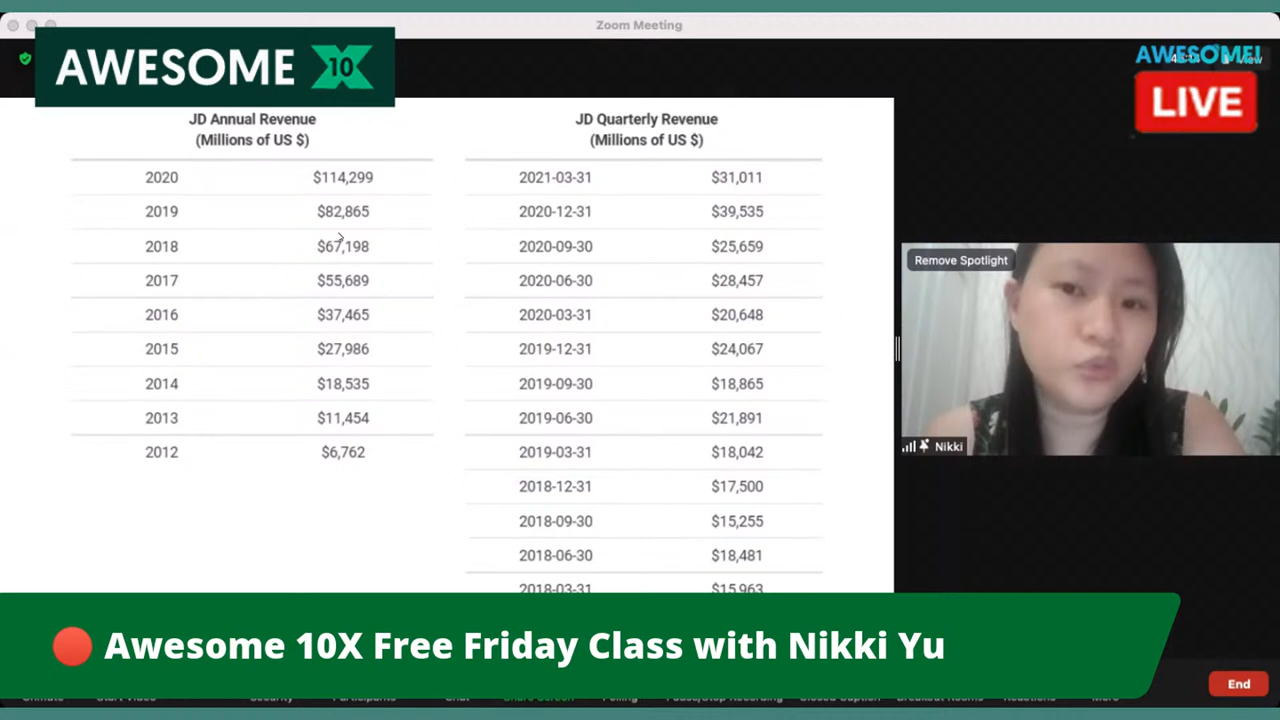 Zoom Meeting
AWESOME 10X
AWESOME!
LIVE
JD Annual Revenue
(Millions of US $)
2020 $114,299
2019 $82,865
2018 $67,198
2017 $55,689
2016 $37,465
2015 $27,986
2014 $18,535
2013 $11,454
2012 $6,762
JD Quarterly Revenue
(Millions of US $)
2021-03-31 $31,011
2020-12-31 $39,535
2020-09-30 $25,659
2020-06-30 $28,457
2020-03-31 $20,648
2019-12-31 $24,067
2019-09-30 $18,865
2019-06-30 $21,891
2019-03-31 $18,042
2018-12-31 $17,500
2018-09-30 $15,255
2018-06-30 $18,481
2018-03-31 $15,963
Remove Spotlight
Nikki
Awesome 10X Free Friday Class with Nikki Yu
End